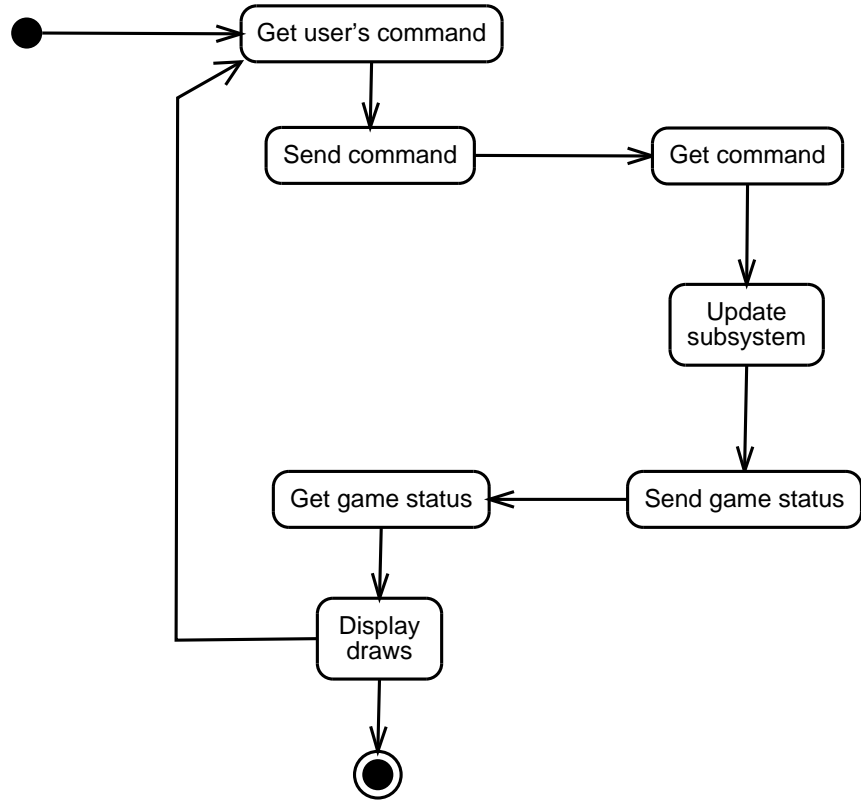 Get user's command
Send command
Get command
Update
subsystem
Get game status
Send game status
Display
draws